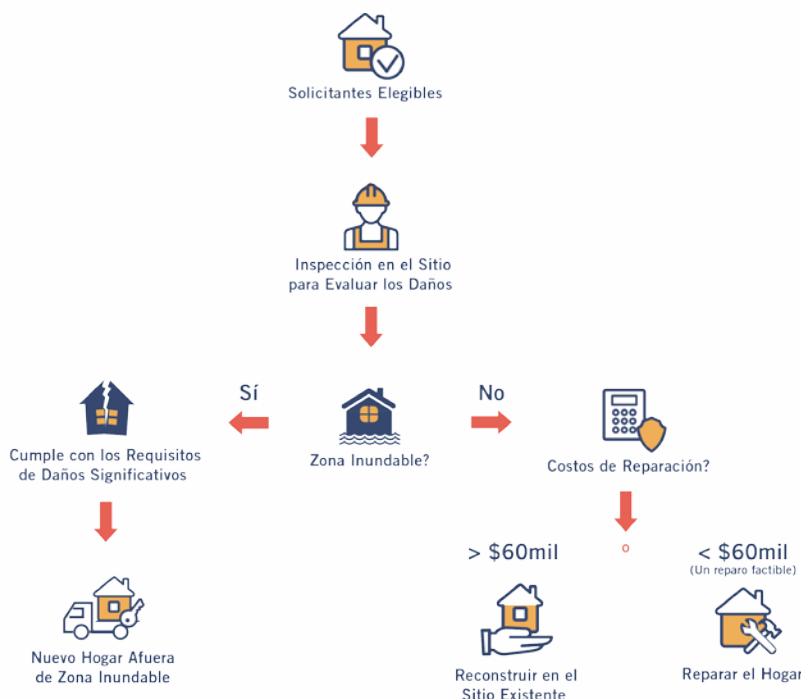 Solicitantes Elegibles
Inspección en el Sitio
para Evaluar los Daños
Sí
No
Cumple con los Requisitos
de Daños Significativos
Zona Inundable?
Costos de Reparación?
> $60mil
o
< $60mil
(Un reparo factible)
Nuevo Hogar Afuera
de Zona Inundable
Reconstruir en el
Sitio Existente
Reparar el Hogar